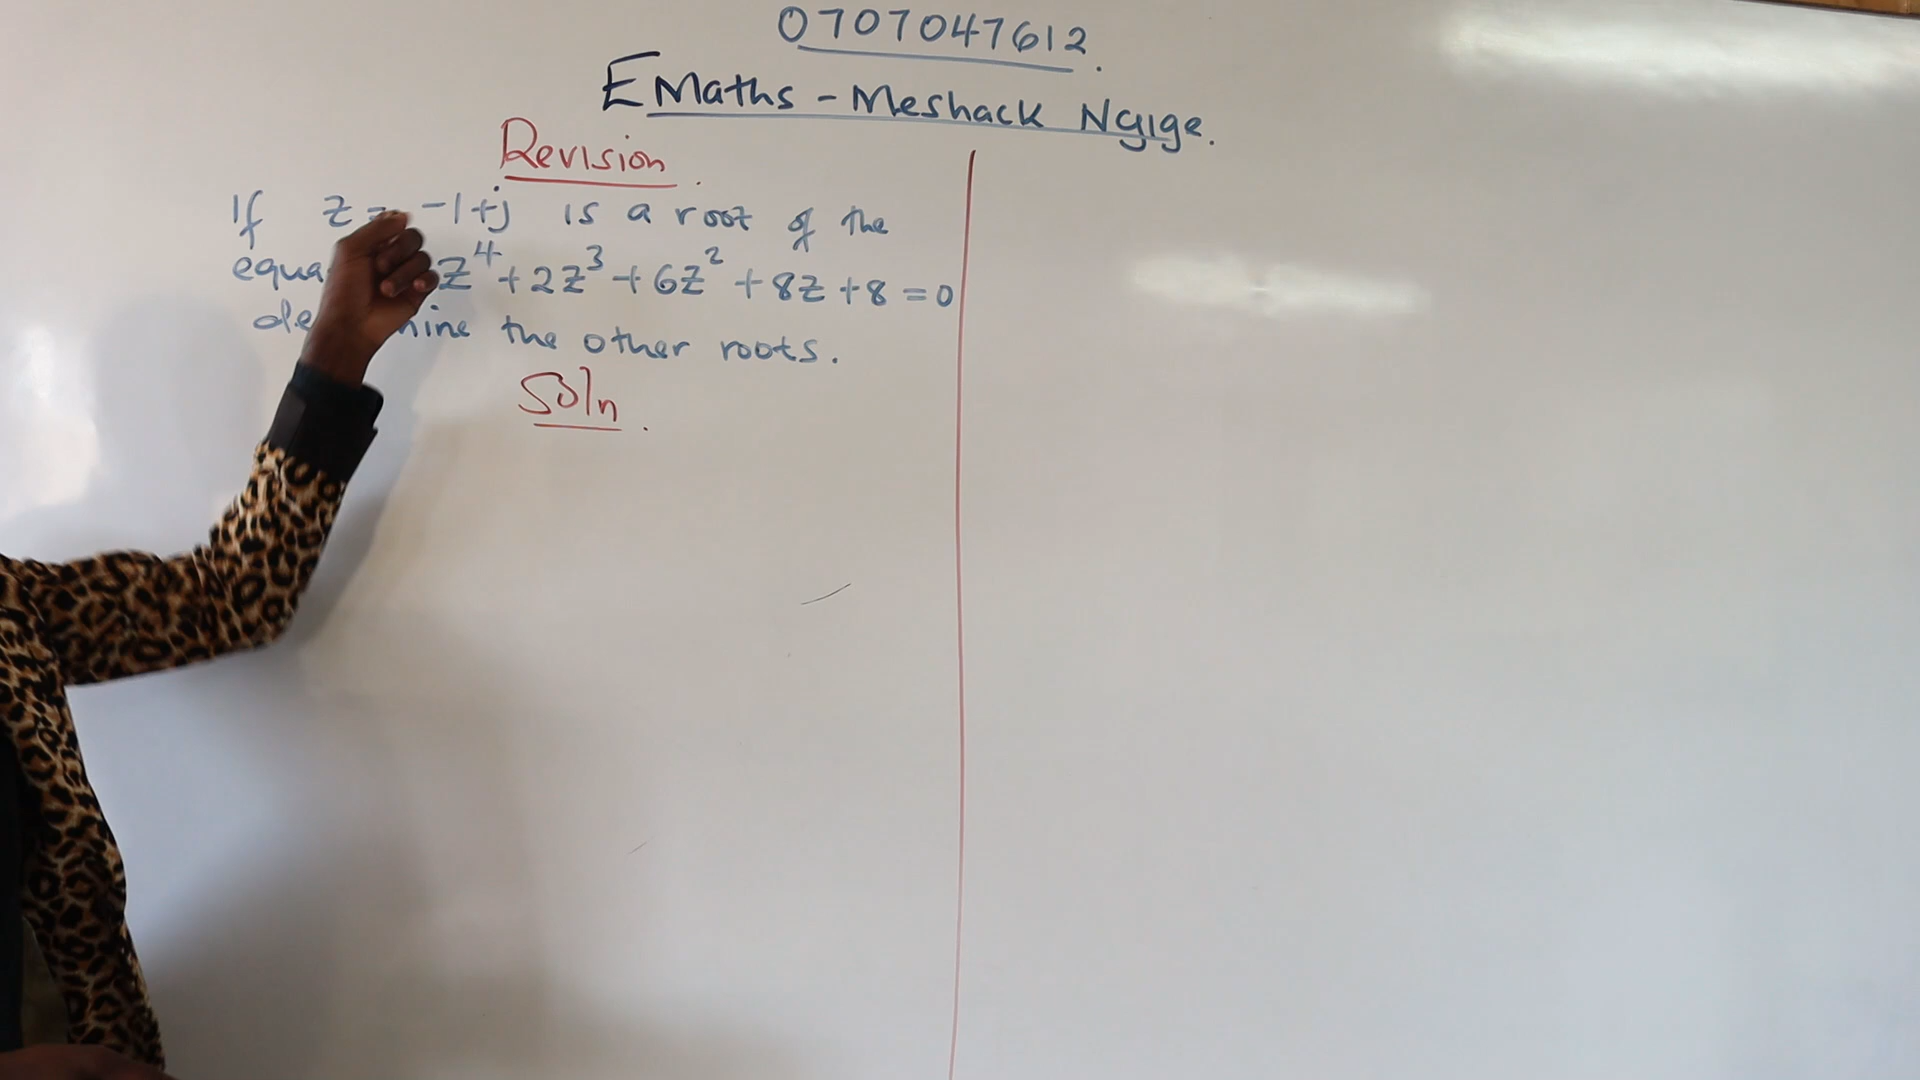 0707047612.
EMaths - Meshack Ngige.
Revision.
If z = -1+j is a root of the
z⁴+2z³+6z²+8z+8=0
the other roots.
Soln.